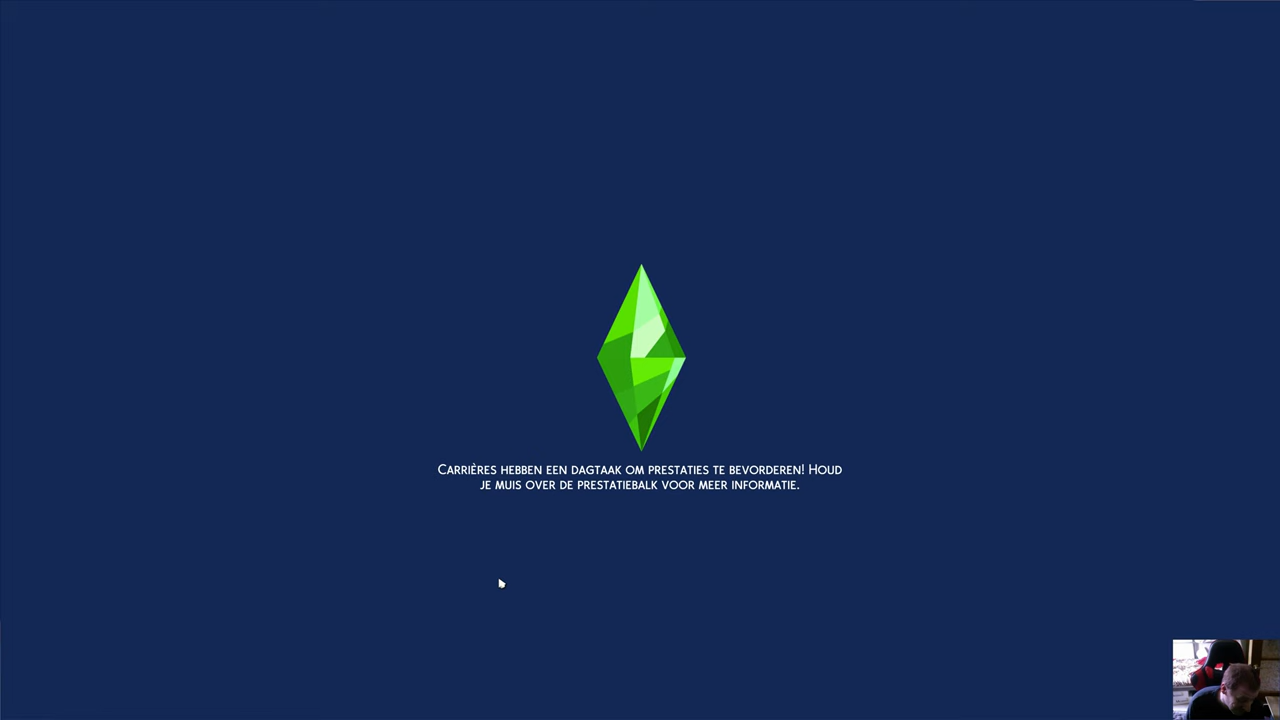 Carrières hebben een dagtaak om prestaties te bevorderen! Houd
je muis over de prestatiebalk voor meer informatie.